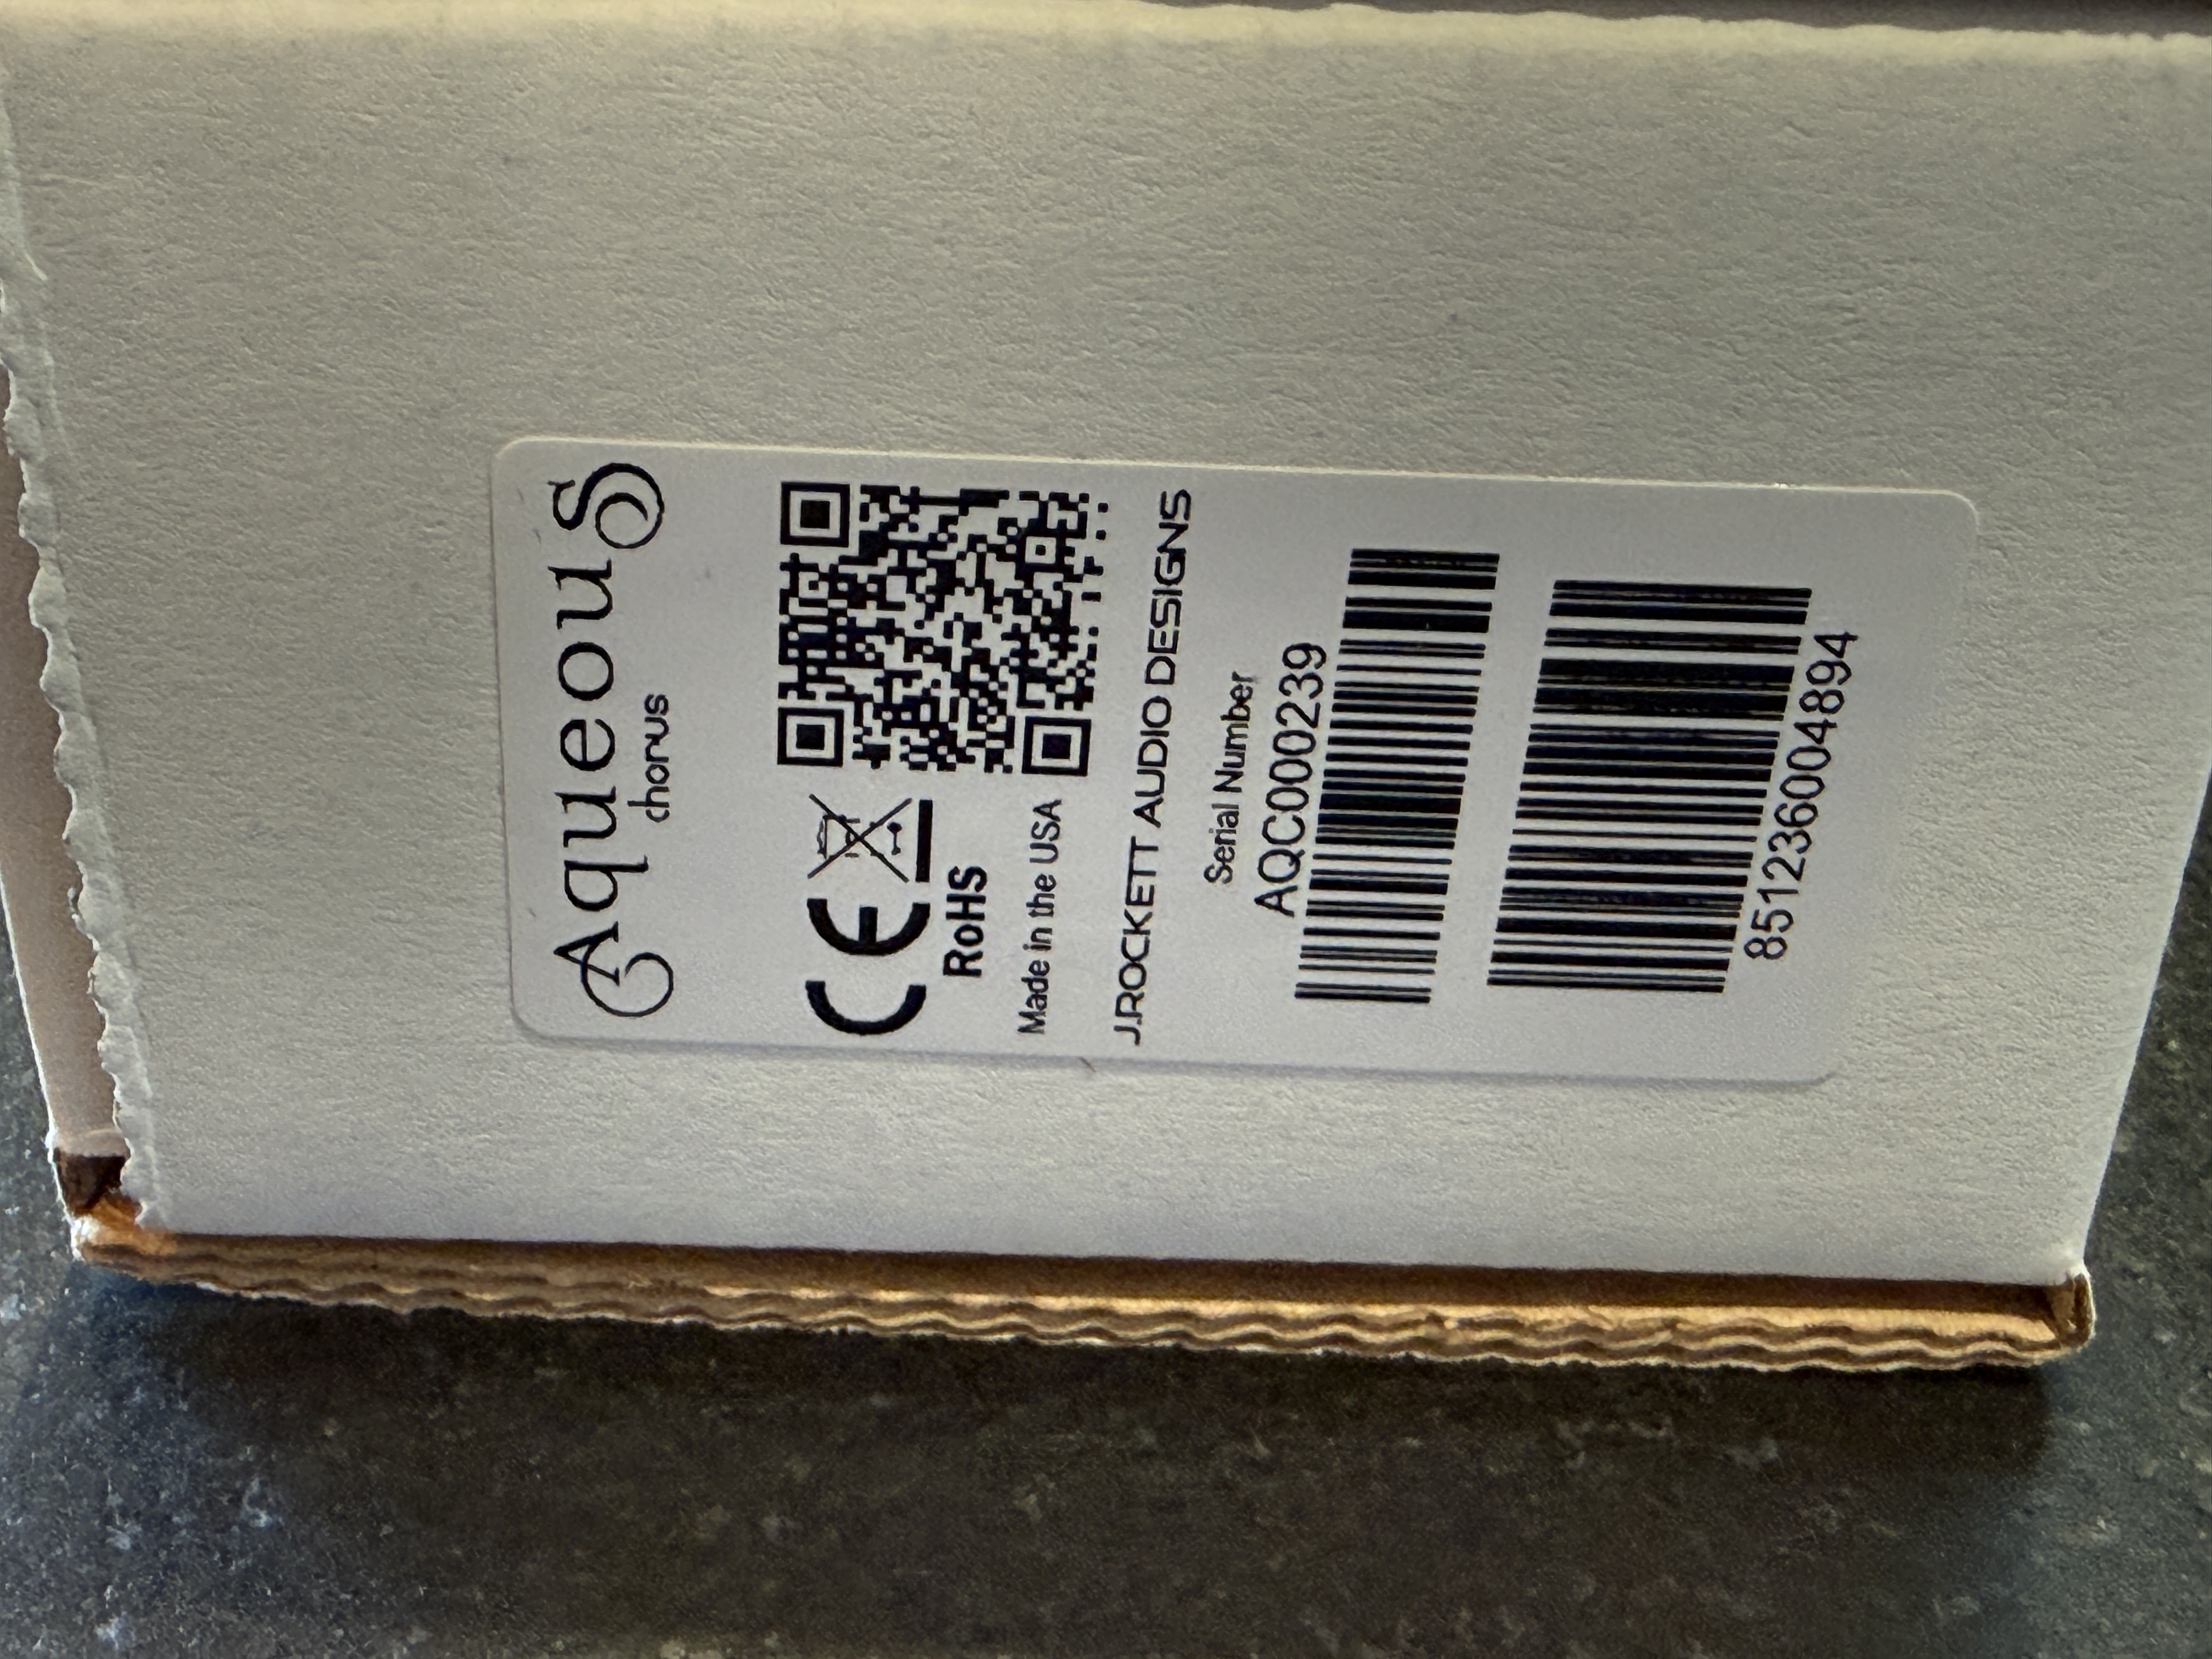 AqueouS
chorus
CE
RoHS
Made in the USA
J.ROCKETT AUDIO DESIGNS
Serial Number
AQC000239
851236004894